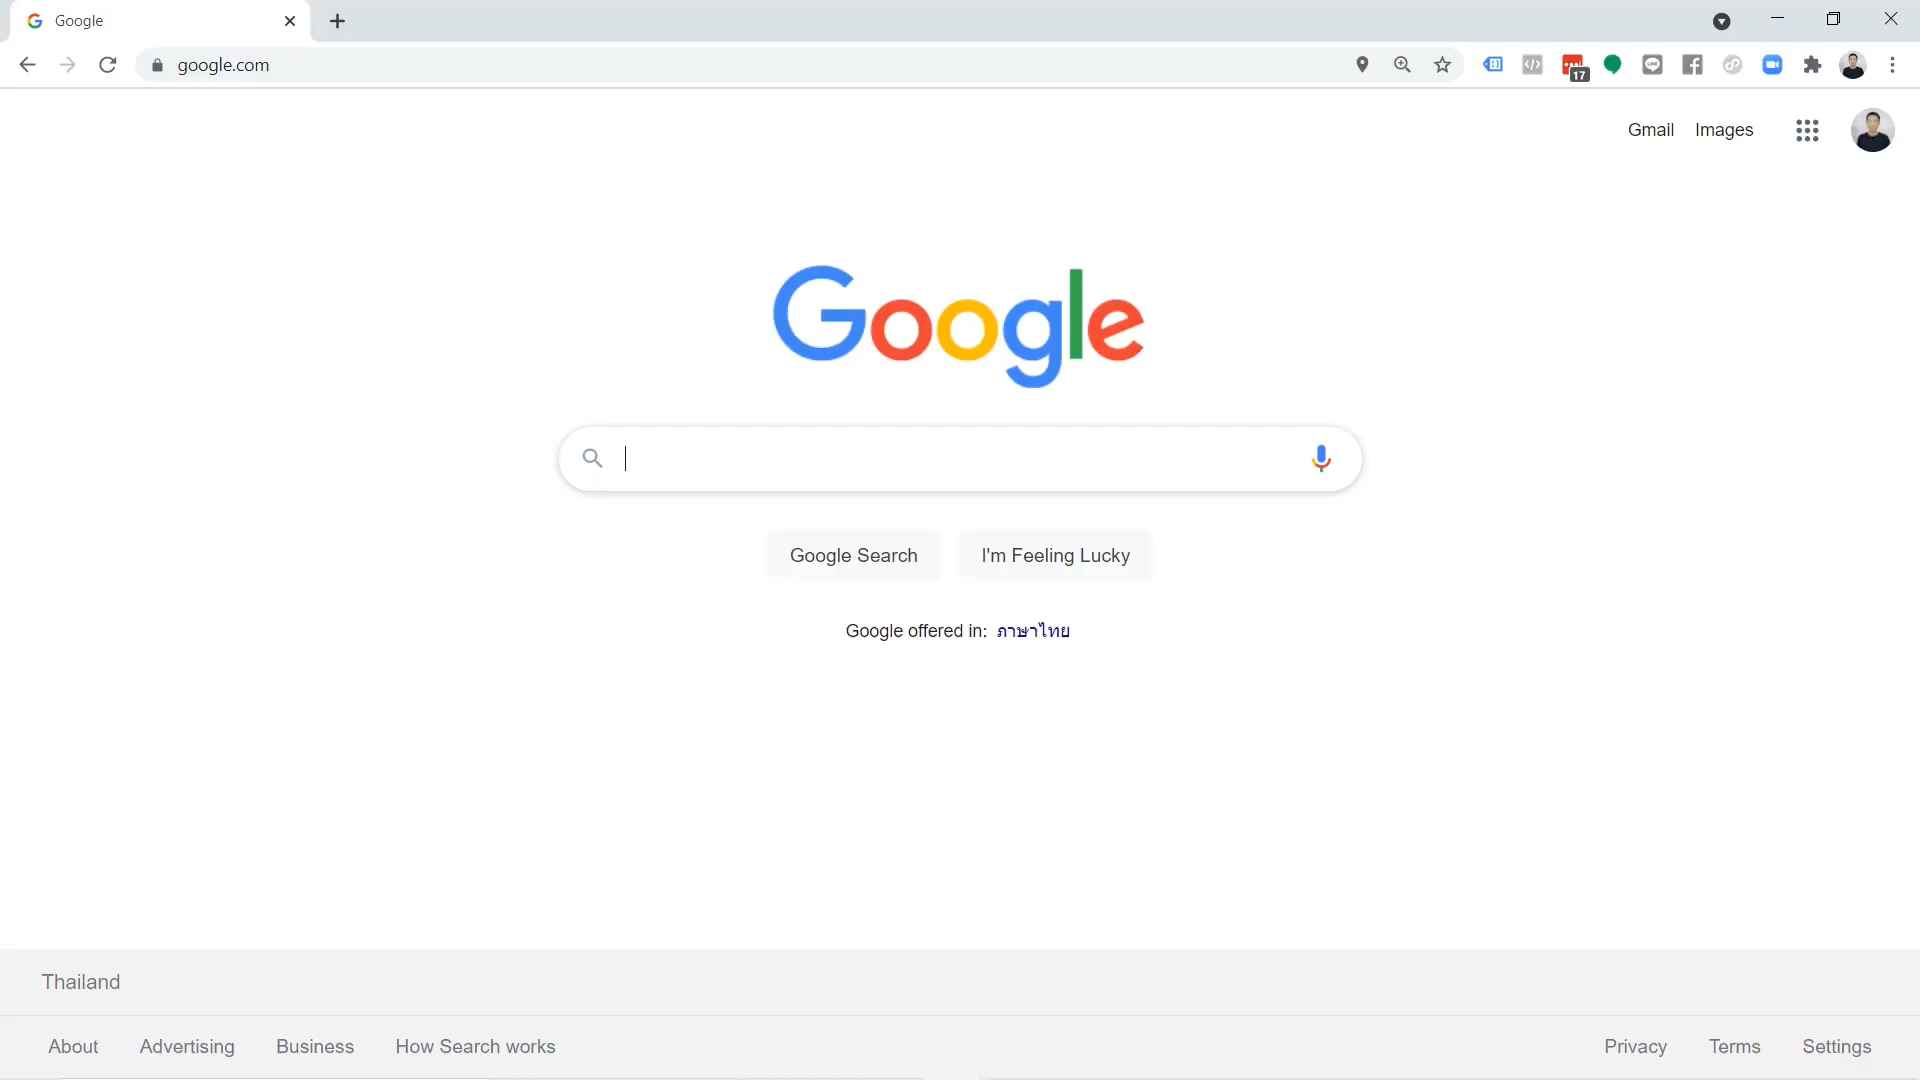 Google
google.com
17
Gmail Images
Google
Google Search I'm Feeling Lucky
Google offered in: ภาษาไทย
Thailand
About Advertising Business How Search works Privacy Terms Settings